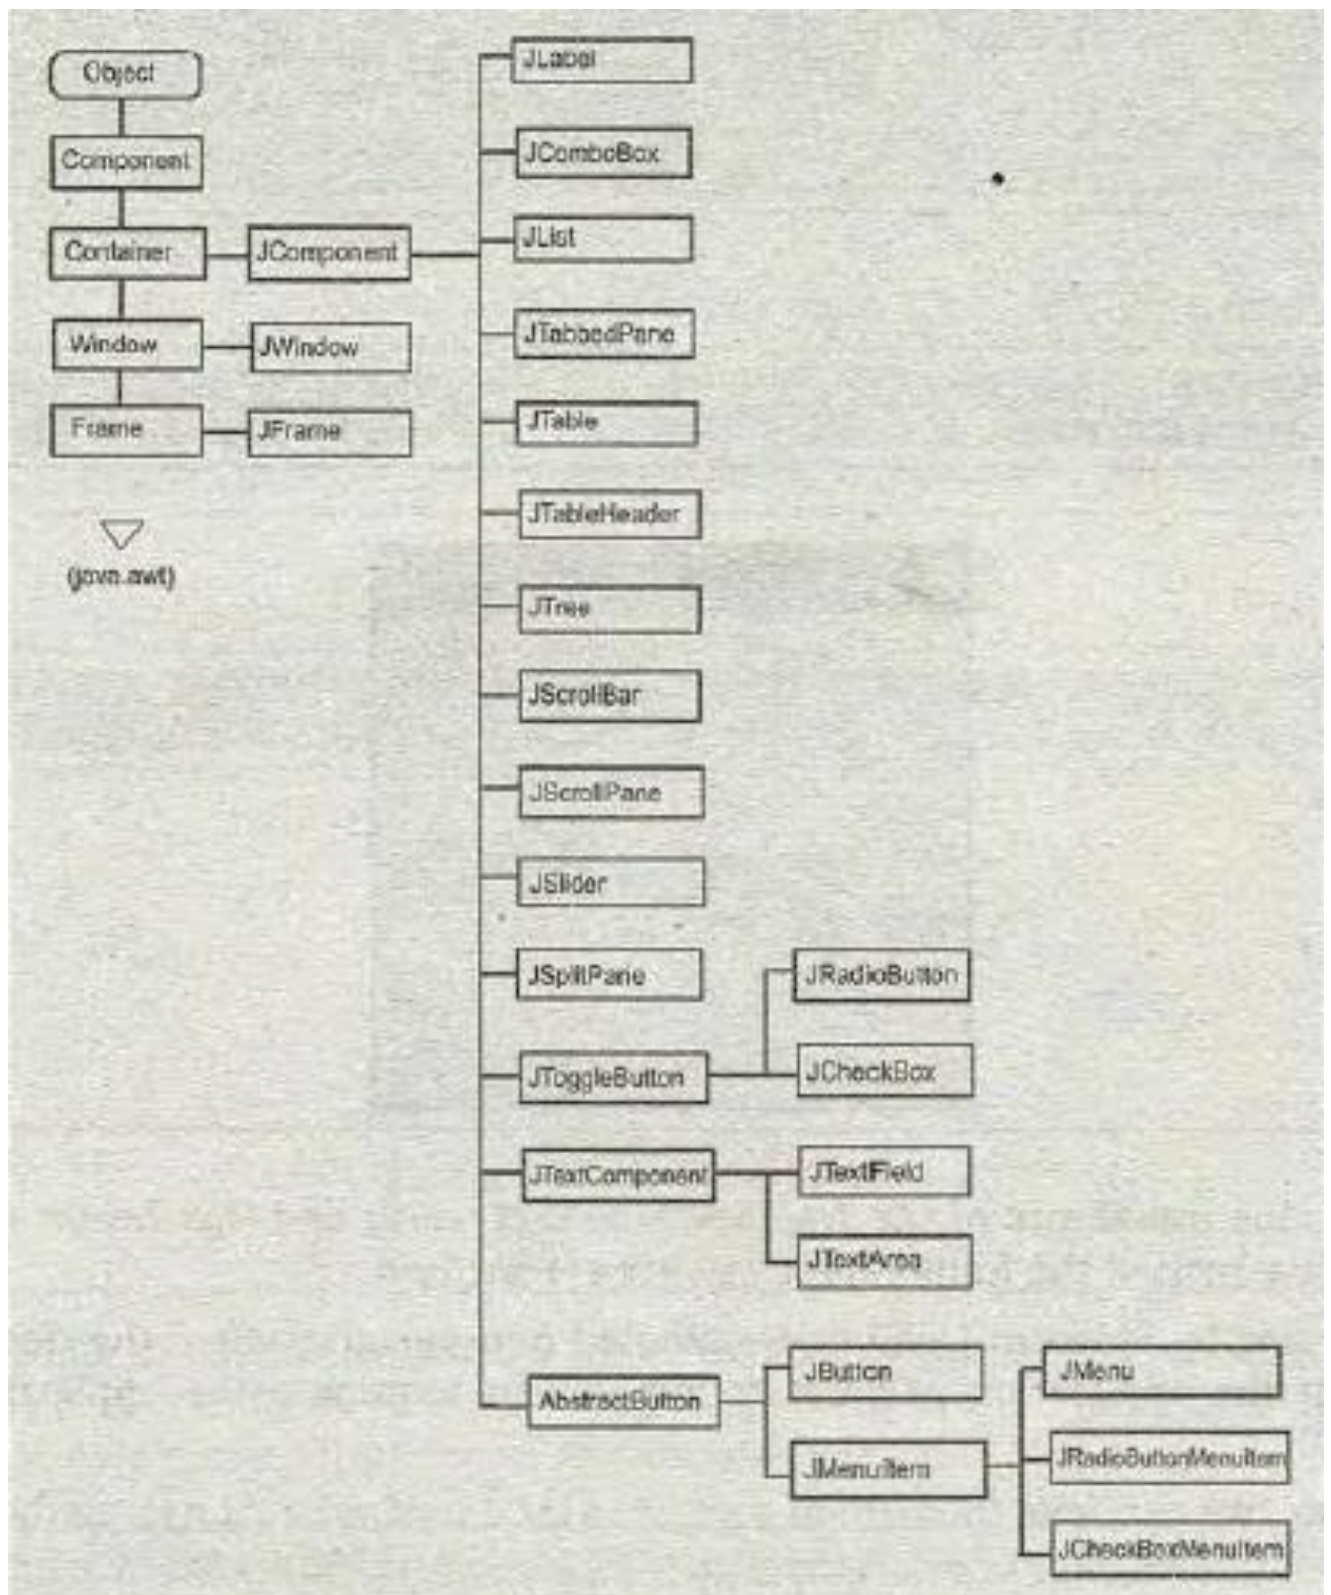 Object
Component
Container
JComponent
Window
JWindow
Frame
JFrame
(java.awt)
JLabel
JComboBox
JList
JTabbedPane
JTable
JTableHeader
JTree
JScrollBar
JScrollPane
JSlider
JSplitPane
JRadioButton
JToggleButton
JCheckBox
JTextComponent
JTextField
JTextArea
AbstractButton
JButton
JMenuItem
JMenu
JRadioButtonMenuItem
JCheckBoxMenuItem